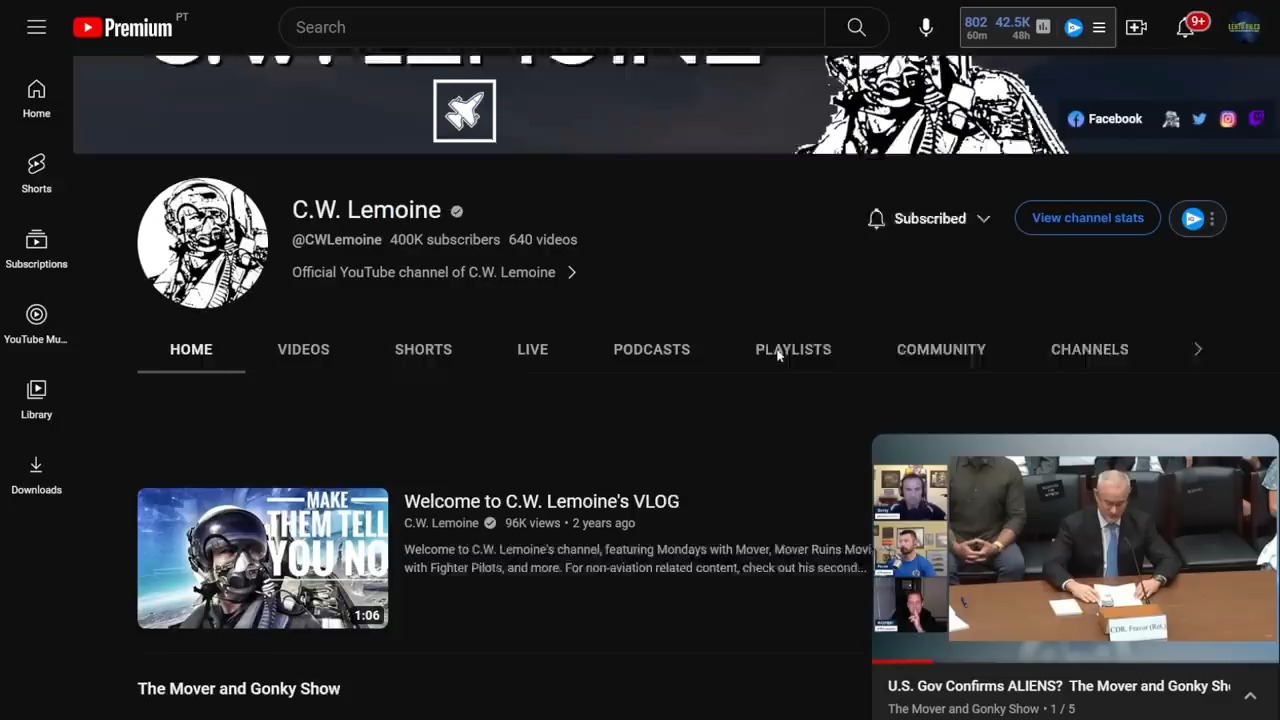 Premium
PT
Search
802
60m
42.5K
48h
9+
Home
Shorts
Subscriptions
YouTube Mu...
Library
Downloads
Facebook
C.W. Lemoine
@CWLemoine 400K subscribers 640 videos
Official YouTube channel of C.W. Lemoine
Subscribed
View channel stats
HOME
VIDEOS
SHORTS
LIVE
PODCASTS
PLAYLISTS
COMMUNITY
CHANNELS
MAKE
THEM TELL
YOU NO
1:06
Welcome to C.W. Lemoine's VLOG
C.W. Lemoine 96K views • 2 years ago
Welcome to C.W. Lemoine's channel, featuring Mondays with Mover, Mover Ruins Movi
with Fighter Pilots, and more. For non-aviation related content, check out his second...
The Mover and Gonky Show
CDR. Fravor (Ret.)
U.S. Gov Confirms ALIENS? The Mover and Gonky Sh
The Mover and Gonky Show • 1 / 5